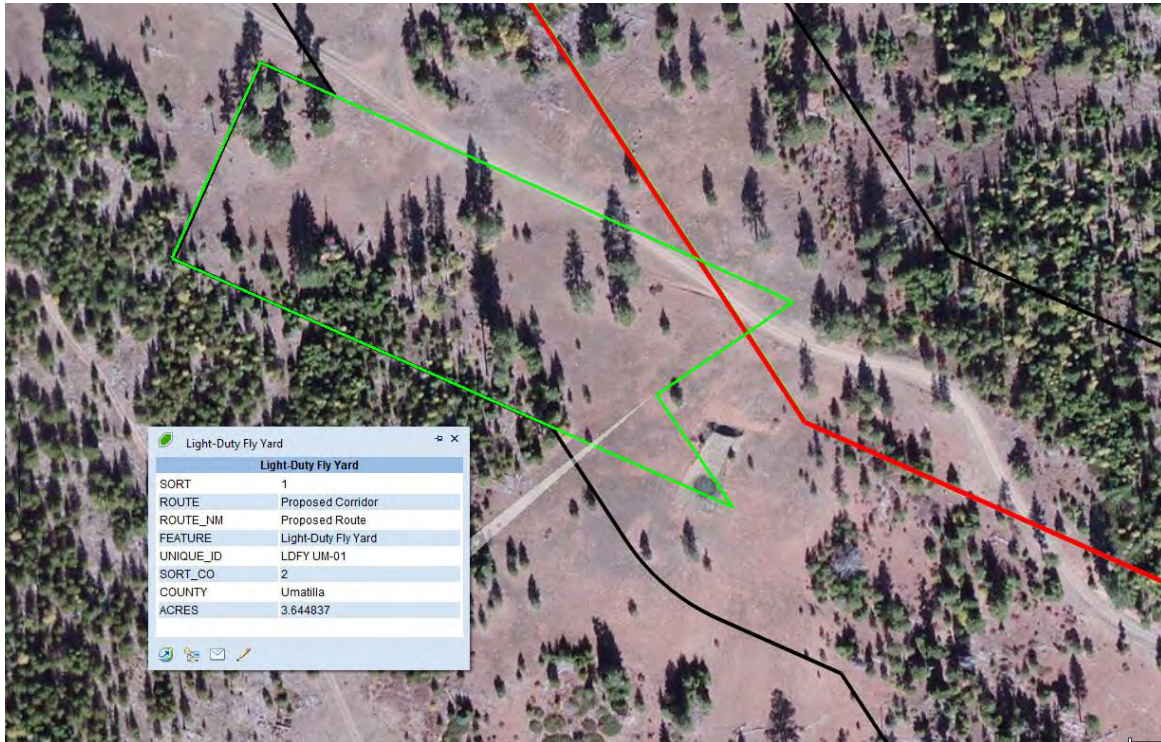 Light-Duty Fly Yard
Light-Duty Fly Yard
SORT 1
ROUTE Proposed Corridor
ROUTE_NM Proposed Route
FEATURE Light-Duty Fly Yard
UNIQUE_ID LDFY UM-01
SORT_CO 2
COUNTY Umatilla
ACRES 3.644837